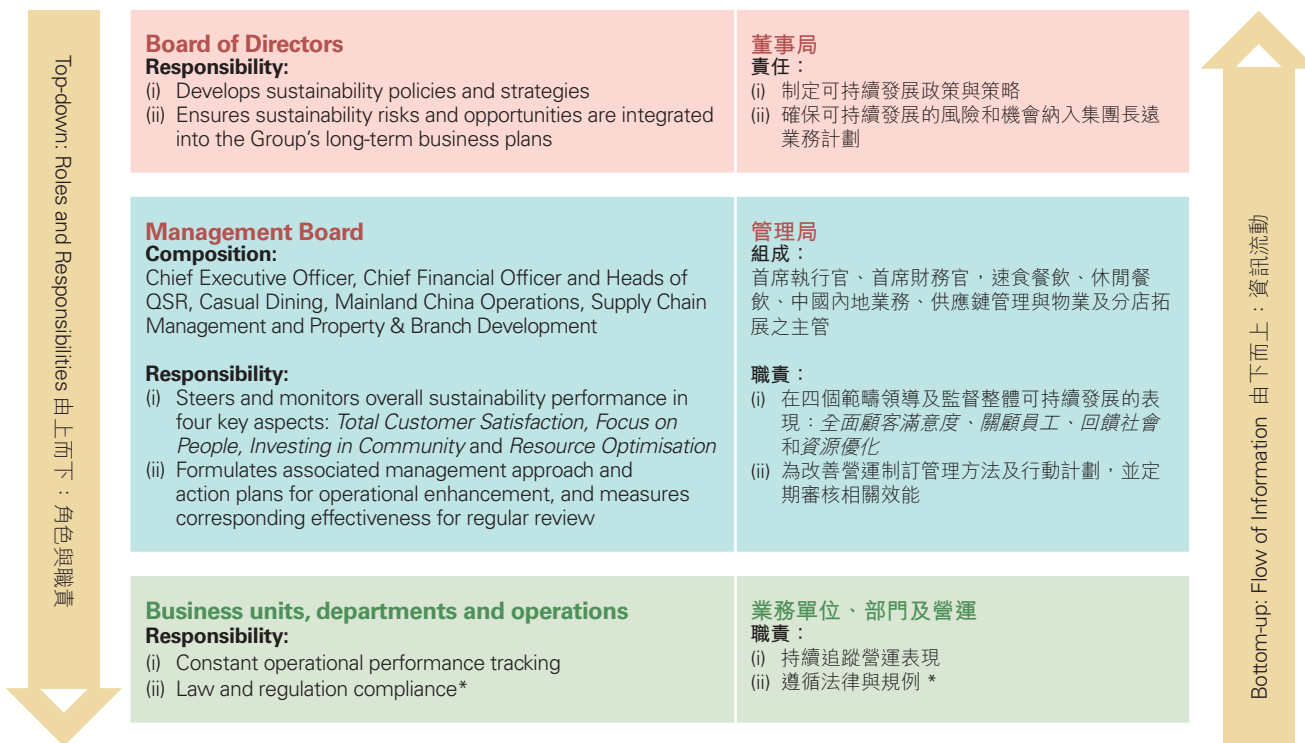 Top-down: Roles and Responsibilities 由上而下：角色與職責
Board of Directors
Responsibility:
(i) Develops sustainability policies and strategies
(ii) Ensures sustainability risks and opportunities are integrated
into the Group's long-term business plans
董事局
責任：
(i) 制定可持續發展政策與策略
(ii) 確保可持續發展的風險和機會納入集團長遠
業務計劃
Management Board
Composition:
Chief Executive Officer, Chief Financial Officer and Heads of
QSR, Casual Dining, Mainland China Operations, Supply Chain
Management and Property & Branch Development
Responsibility:
(i) Steers and monitors overall sustainability performance in
four key aspects: Total Customer Satisfaction, Focus on
People, Investing in Community and Resource Optimisation
(ii) Formulates associated management approach and
action plans for operational enhancement, and measures
corresponding effectiveness for regular review
管理局
組成：
首席執行官、首席財務官，速食餐飲、休閒餐
飲、中國內地業務、供應鏈管理與物業及分店拓
展之主管
職責：
(i) 在四個範疇領導及監督整體可持續發展的表
現：全面顧客滿意度、關顧員工、回饋社會
和資源優化
(ii) 為改善營運制訂管理方法及行動計劃，並定
期審核相關效能
Business units, departments and operations
Responsibility:
(i) Constant operational performance tracking
(ii) Law and regulation compliance*
業務單位、部門及營運
職責：
(i) 持續追蹤營運表現
(ii) 遵循法律與規例 *
Bottom-up: Flow of Information 由下而上：資訊流動